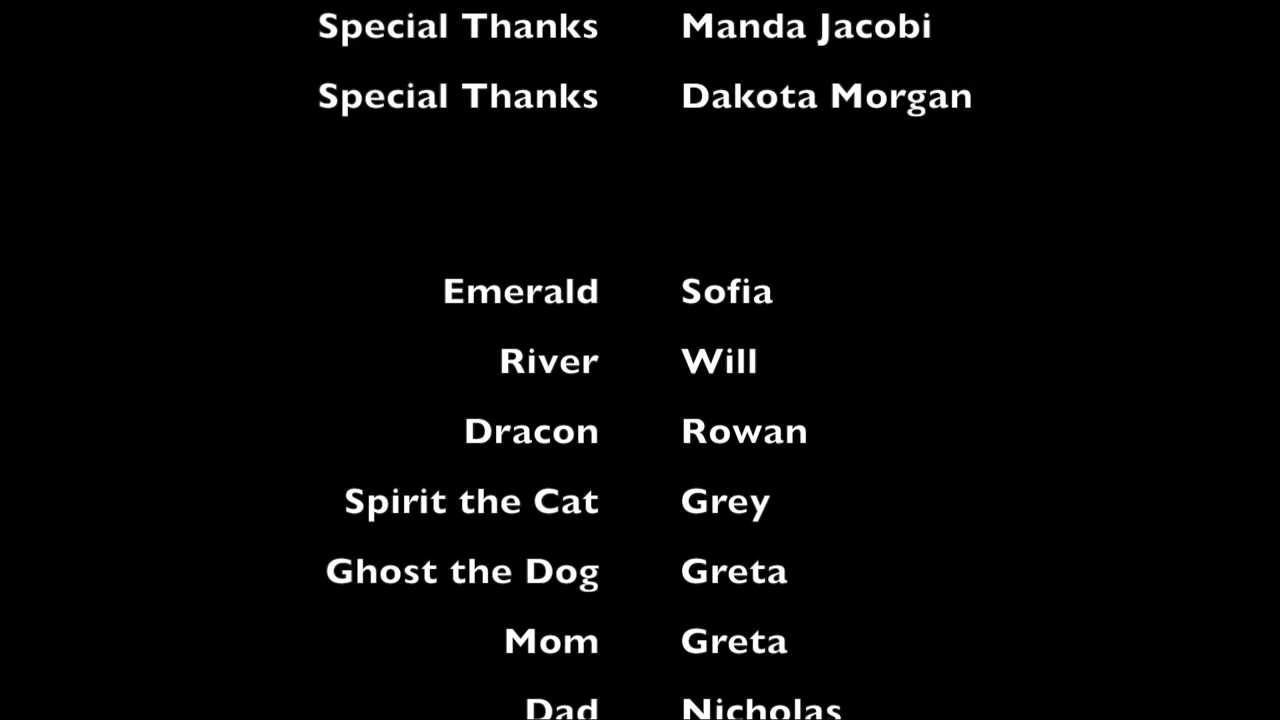 Special Thanks Manda Jacobi
Special Thanks Dakota Morgan
Emerald Sofia
River Will
Dracon Rowan
Spirit the Cat Grey
Ghost the Dog Greta
Mom Greta
Dad Nicholas